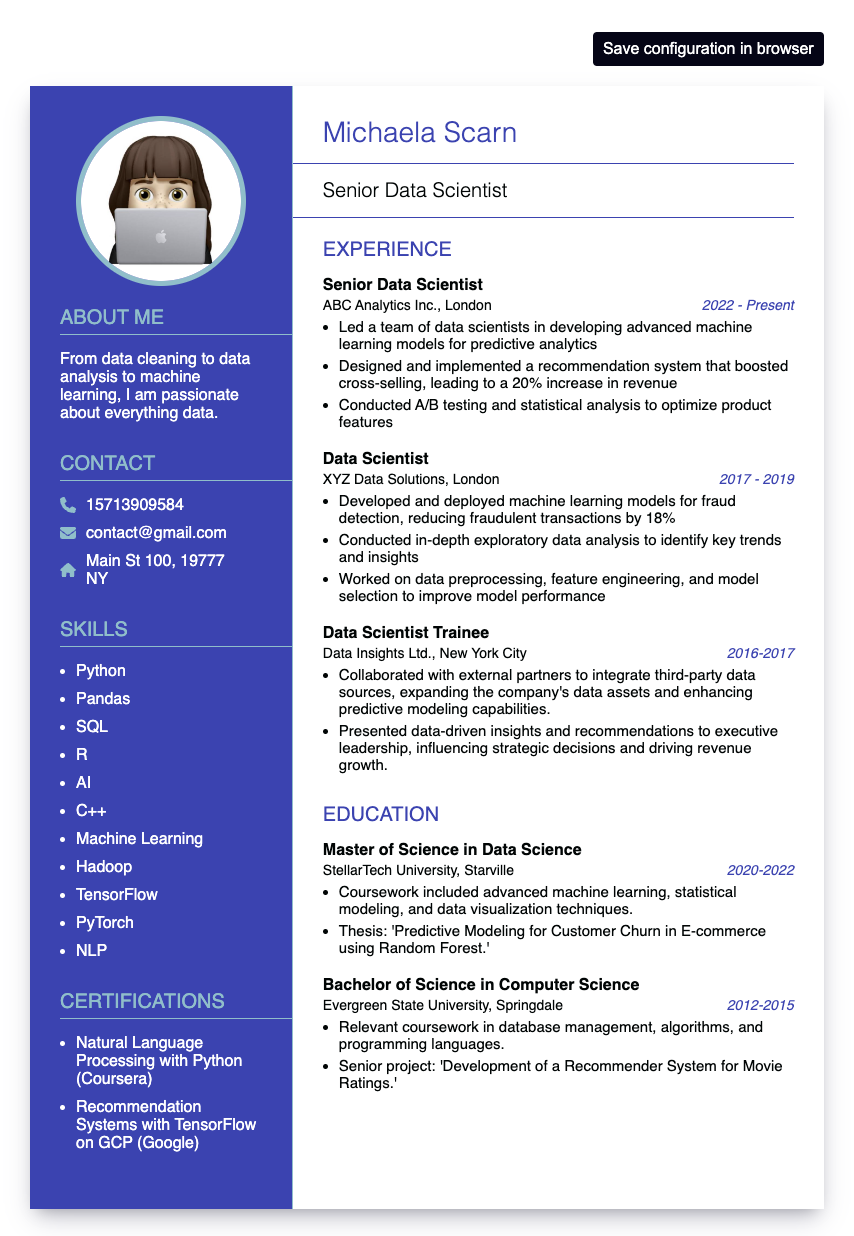 Save configuration in browser
ABOUT ME
From data cleaning to data
analysis to machine
learning, I am passionate
about everything data.
CONTACT
15713909584
contact@gmail.com
Main St 100, 19777
NY
SKILLS
• Python
• Pandas
• SQL
• R
• AI
• C++
• Machine Learning
• Hadoop
• TensorFlow
• PyTorch
• NLP
CERTIFICATIONS
• Natural Language
Processing with Python
(Coursera)
• Recommendation
Systems with TensorFlow
on GCP (Google)
Michaela Scarn
Senior Data Scientist
EXPERIENCE
Senior Data Scientist
ABC Analytics Inc., London 2022 - Present
• Led a team of data scientists in developing advanced machine
learning models for predictive analytics
• Designed and implemented a recommendation system that boosted
cross-selling, leading to a 20% increase in revenue
• Conducted A/B testing and statistical analysis to optimize product
features
Data Scientist
XYZ Data Solutions, London 2017 - 2019
• Developed and deployed machine learning models for fraud
detection, reducing fraudulent transactions by 18%
• Conducted in-depth exploratory data analysis to identify key trends
and insights
• Worked on data preprocessing, feature engineering, and model
selection to improve model performance
Data Scientist Trainee
Data Insights Ltd., New York City 2016-2017
• Collaborated with external partners to integrate third-party data
sources, expanding the company's data assets and enhancing
predictive modeling capabilities.
• Presented data-driven insights and recommendations to executive
leadership, influencing strategic decisions and driving revenue
growth.
EDUCATION
Master of Science in Data Science
StellarTech University, Starville 2020-2022
• Coursework included advanced machine learning, statistical
modeling, and data visualization techniques.
• Thesis: 'Predictive Modeling for Customer Churn in E-commerce
using Random Forest.'
Bachelor of Science in Computer Science
Evergreen State University, Springdale 2012-2015
• Relevant coursework in database management, algorithms, and
programming languages.
• Senior project: 'Development of a Recommender System for Movie
Ratings.'